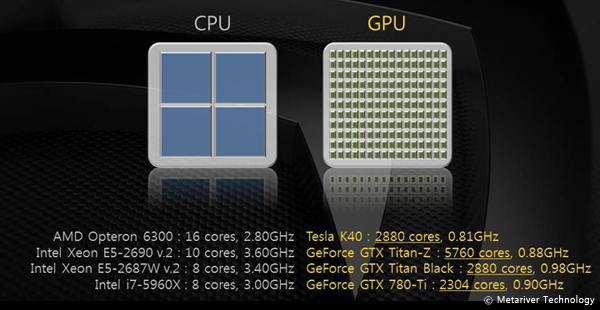 CPU
GPU
AMD Opteron 6300 : 16 cores, 2.80GHz
Intel Xeon E5-2690 v.2 : 10 cores, 3.60GHz
Intel Xeon E5-2687W v.2 : 8 cores, 3.40GHz
Intel i7-5960X : 8 cores, 3.00GHz
Tesla K40 : 2880 cores, 0.81GHz
GeForce GTX Titan-Z : 5760 cores, 0.88GHz
GeForce GTX Titan Black : 2880 cores, 0.98GHz
GeForce GTX 780-Ti : 2304 cores, 0.90GHz
© Metariver Technology